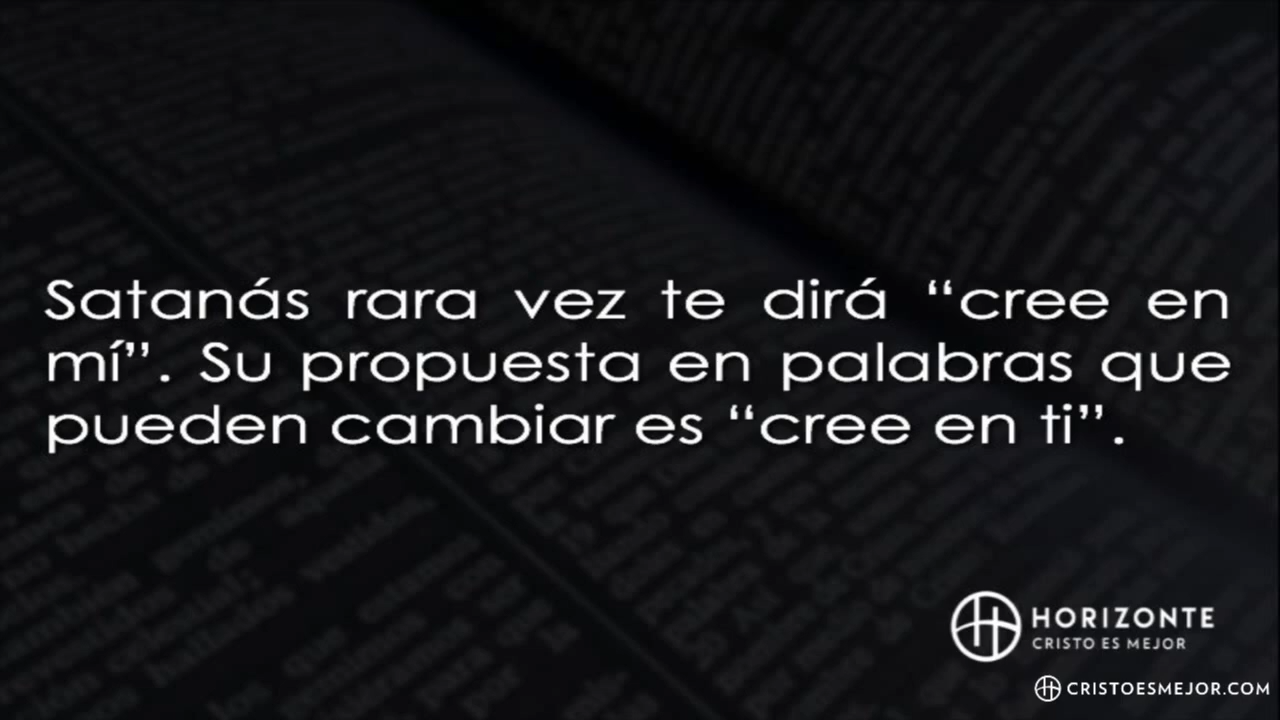 Satanás rara vez te dirá “cree en
mí”. Su propuesta en palabras que
pueden cambiar es “cree en ti”.
HORIZONTE
CRISTO ES MEJOR
CRISTOESMEJOR.COM